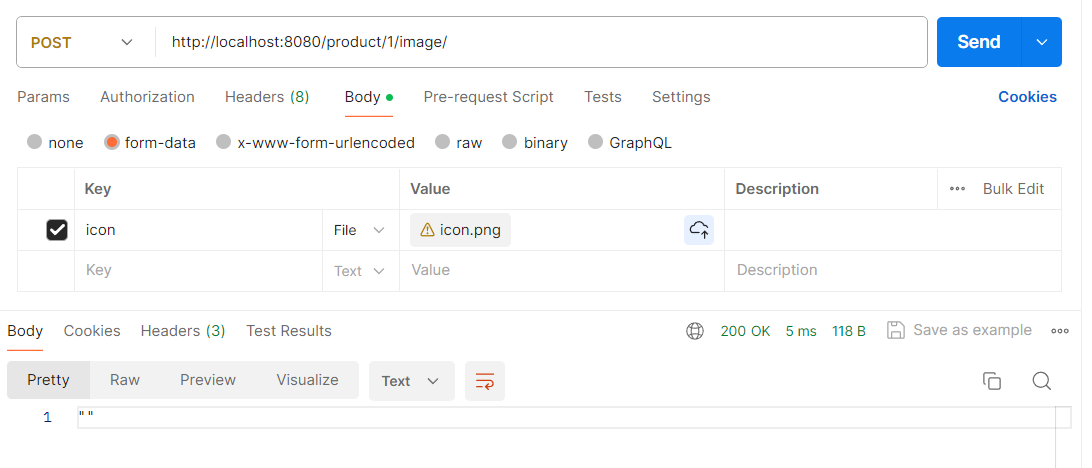 POST http://localhost:8080/product/1/image/ Send
Params Authorization Headers (8) Body Pre-request Script Tests Settings Cookies
none form-data x-www-form-urlencoded raw binary GraphQL
Key Value Description ••• Bulk Edit
icon File icon.png
Key Text Value Description
Body Cookies Headers (3) Test Results 200 OK 5 ms 118 B Save as example •••
Pretty Raw Preview Visualize Text
1 ""